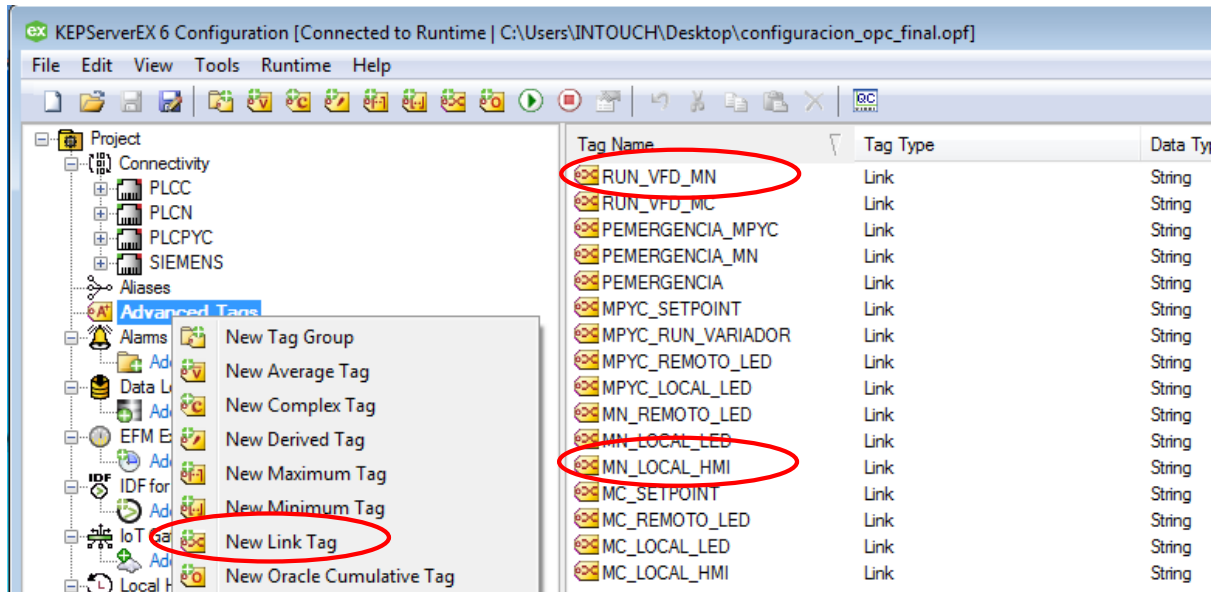 KEPServerEX 6 Configuration [Connected to Runtime | C:\Users\INTOUCH\Desktop\configuracion_opc_final.opf]
File Edit View Tools Runtime Help
Project
Connectivity
PLCC
PLCN
PLCPYC
SIEMENS
Aliases
Advanced Tags
Alarms
Data
EFM E
IDF for
IoT Ga
Local H
New Tag Group
New Average Tag
New Complex Tag
New Derived Tag
New Maximum Tag
New Minimum Tag
New Link Tag
New Oracle Cumulative Tag
Tag Name Tag Type Data Ty
RUN_VFD_MN Link String
RUN_VFD_MC Link String
PEMERGENCIA_MPYC Link String
PEMERGENCIA_MN Link String
PEMERGENCIA Link String
MPYC_SETPOINT Link String
MPYC_RUN_VARIADOR Link String
MPYC_REMOTO_LED Link String
MPYC_LOCAL_LED Link String
MN_REMOTO_LED Link String
MN_LOCAL_LED Link String
MN_LOCAL_HMI Link String
MC_SETPOINT Link String
MC_REMOTO_LED Link String
MC_LOCAL_LED Link String
MC_LOCAL_HMI Link String